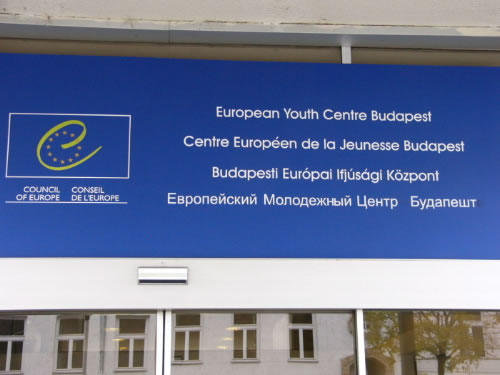 European Youth Centre Budapest
Centre Européen de la Jeunesse Budapest
Budapesti Európai Ifjúsági Központ
Европейский Молодежный Центр Будапешт
COUNCIL CONSEIL
OF EUROPE DE L'EUROPE